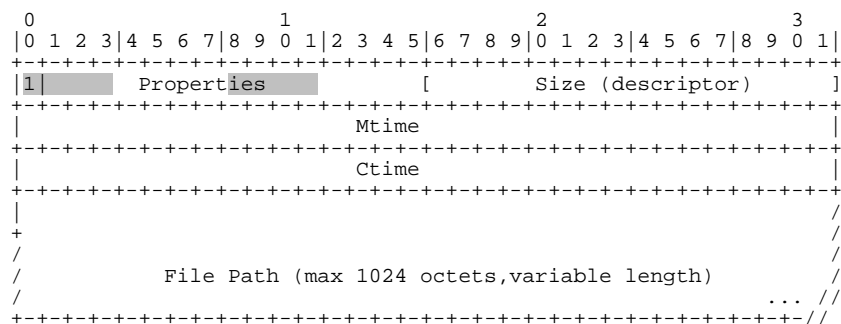 0                   1                   2                   3
|0 1 2 3|4 5 6 7|8 9 0 1|2 3 4 5|6 7 8 9|0 1 2 3|4 5 6 7|8 9 0 1|
+-+-+-+-+-+-+-+-+-+-+-+-+-+-+-+-+-+-+-+-+-+-+-+-+-+-+-+-+-+-+-+-+
|1|       Properties            [        Size (descriptor)      ]
+-+-+-+-+-+-+-+-+-+-+-+-+-+-+-+-+-+-+-+-+-+-+-+-+-+-+-+-+-+-+-+-+
|                          Mtime                                |
+-+-+-+-+-+-+-+-+-+-+-+-+-+-+-+-+-+-+-+-+-+-+-+-+-+-+-+-+-+-+-+-+
|                          Ctime                                |
+-+-+-+-+-+-+-+-+-+-+-+-+-+-+-+-+-+-+-+-+-+-+-+-+-+-+-+-+-+-+-+-+
|                                                               /
+                                                               /
/                                                               /
/           File Path (max 1024 octets,variable length)         /
/                                                          ... //
+-+-+-+-+-+-+-+-+-+-+-+-+-+-+-+-+-+-+-+-+-+-+-+-+-+-+-+-+-+-//